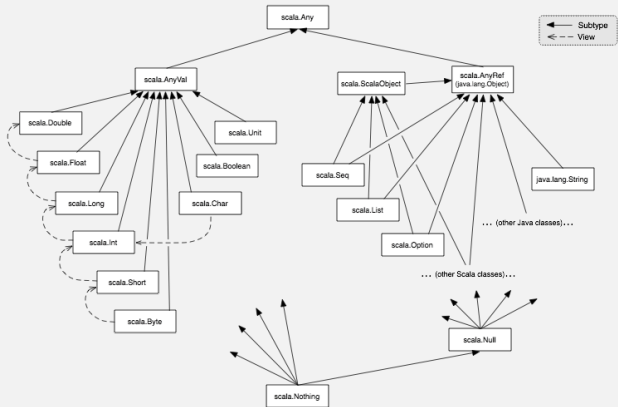 scala.Any
Subtype
View
scala.AnyVal
scala.ScalaObject
scala.AnyRef
(java.lang.Object)
scala.Double
scala.Unit
scala.Float
scala.Boolean
scala.Seq
java.lang.String
scala.Long
scala.Char
scala.List
... (other Java classes)...
scala.Int
scala.Option
scala.Short
... (other Scala classes)...
scala.Byte
scala.Null
scala.Nothing